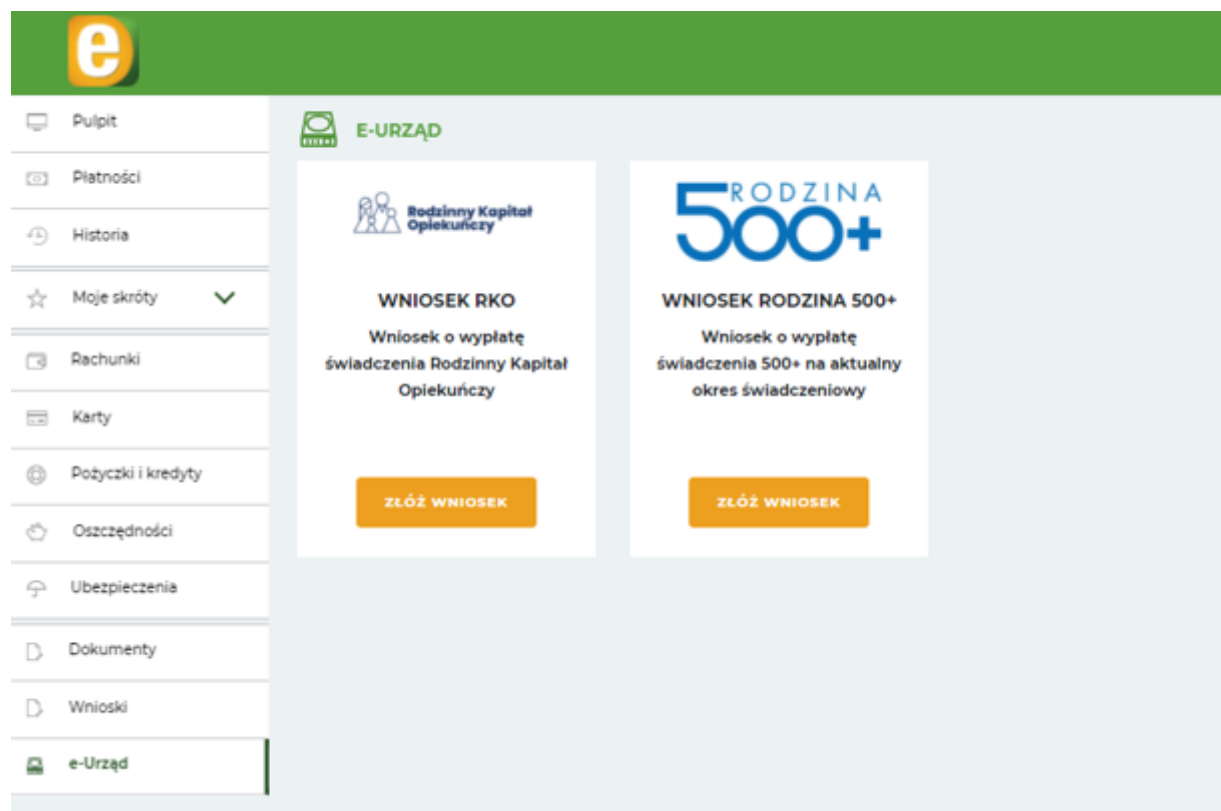 e
Pulpit
Płatności
Historia
Moje skróty
Rachunki
Karty
Pożyczki i kredyty
Oszczędności
Ubezpieczenia
Dokumenty
Wnioski
e-Urząd
E-URZĄD
Rodzinny Kapitał
Opiekuńczy
WNIOSEK RKO
Wniosek o wypłatę
świadczenia Rodzinny Kapitał
Opiekuńczy
ZŁÓŻ WNIOSEK
RODZINA
500+
WNIOSEK RODZINA 500+
Wniosek o wypłatę
świadczenia 500+ na aktualny
okres świadczeniowy
ZŁÓŻ WNIOSEK